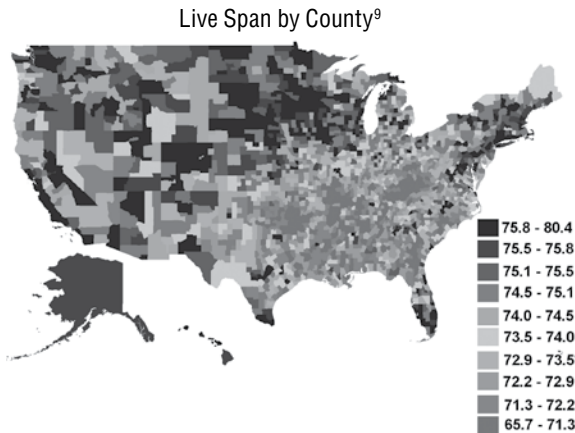 Live Span by County⁹
75.8 - 80.4
75.5 - 75.8
75.1 - 75.5
74.5 - 75.1
74.0 - 74.5
73.5 - 74.0
72.9 - 73.5
72.2 - 72.9
71.3 - 72.2
65.7 - 71.3